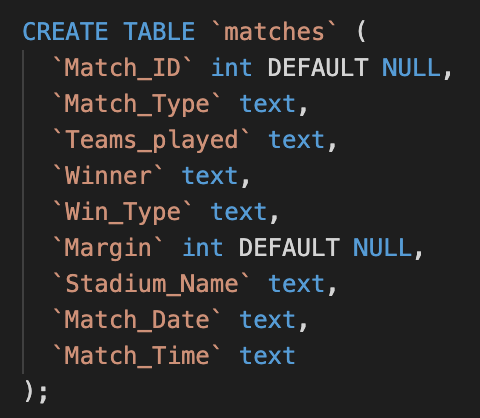 CREATE TABLE `matches` (
  `Match_ID` int DEFAULT NULL,
  `Match_Type` text,
  `Teams_played` text,
  `Winner` text,
  `Win_Type` text,
  `Margin` int DEFAULT NULL,
  `Stadium_Name` text,
  `Match_Date` text,
  `Match_Time` text
);